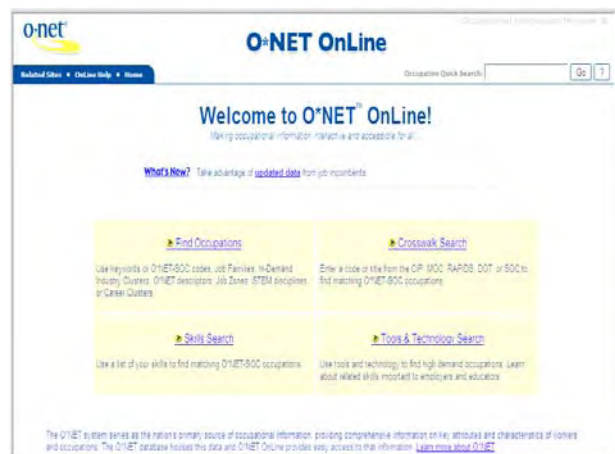 o·net
O*NET OnLine
Related Sites • OnLine Help • Home
Occupation Quick Search:
Go
?
Welcome to O*NET™ OnLine!
Making occupational information interactive and accessible for all...
What's New? Take advantage of updated data from job incumbents.
Find Occupations
Use keywords or O*NET-SOC codes, Job Families, In-Demand
Industry Clusters, O*NET descriptors, Job Zones, STEM disciplines
or Career Clusters.
Crosswalk Search
Enter a code or title from the CIP, MOC, RAPIDS, DOT, or SOC to
find matching O*NET-SOC occupations.
Skills Search
Use a list of your skills to find matching O*NET-SOC occupations.
Tools & Technology Search
Use tools and technology to find high demand occupations. Learn
about related skills important to employers and educators.
The O*NET system serves as the nation's primary source of occupational information, providing comprehensive information on key attributes and characteristics of workers
and occupations. The O*NET database houses this data and O*NET OnLine provides easy access to that information. Learn more about O*NET